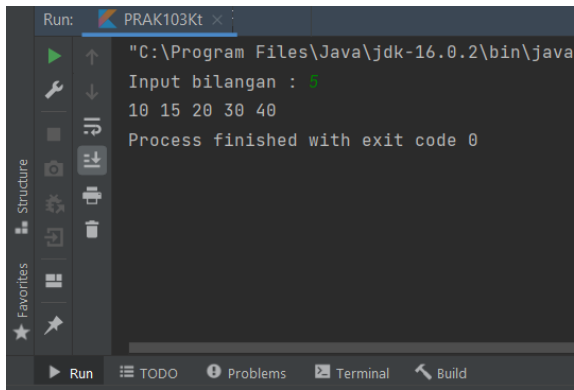 Run: PRAK103Kt
"C:\Program Files\Java\jdk-16.0.2\bin\java
Input bilangan : 5
10 15 20 30 40
Process finished with exit code 0
Structure
Favorites
Run TODO Problems Terminal Build